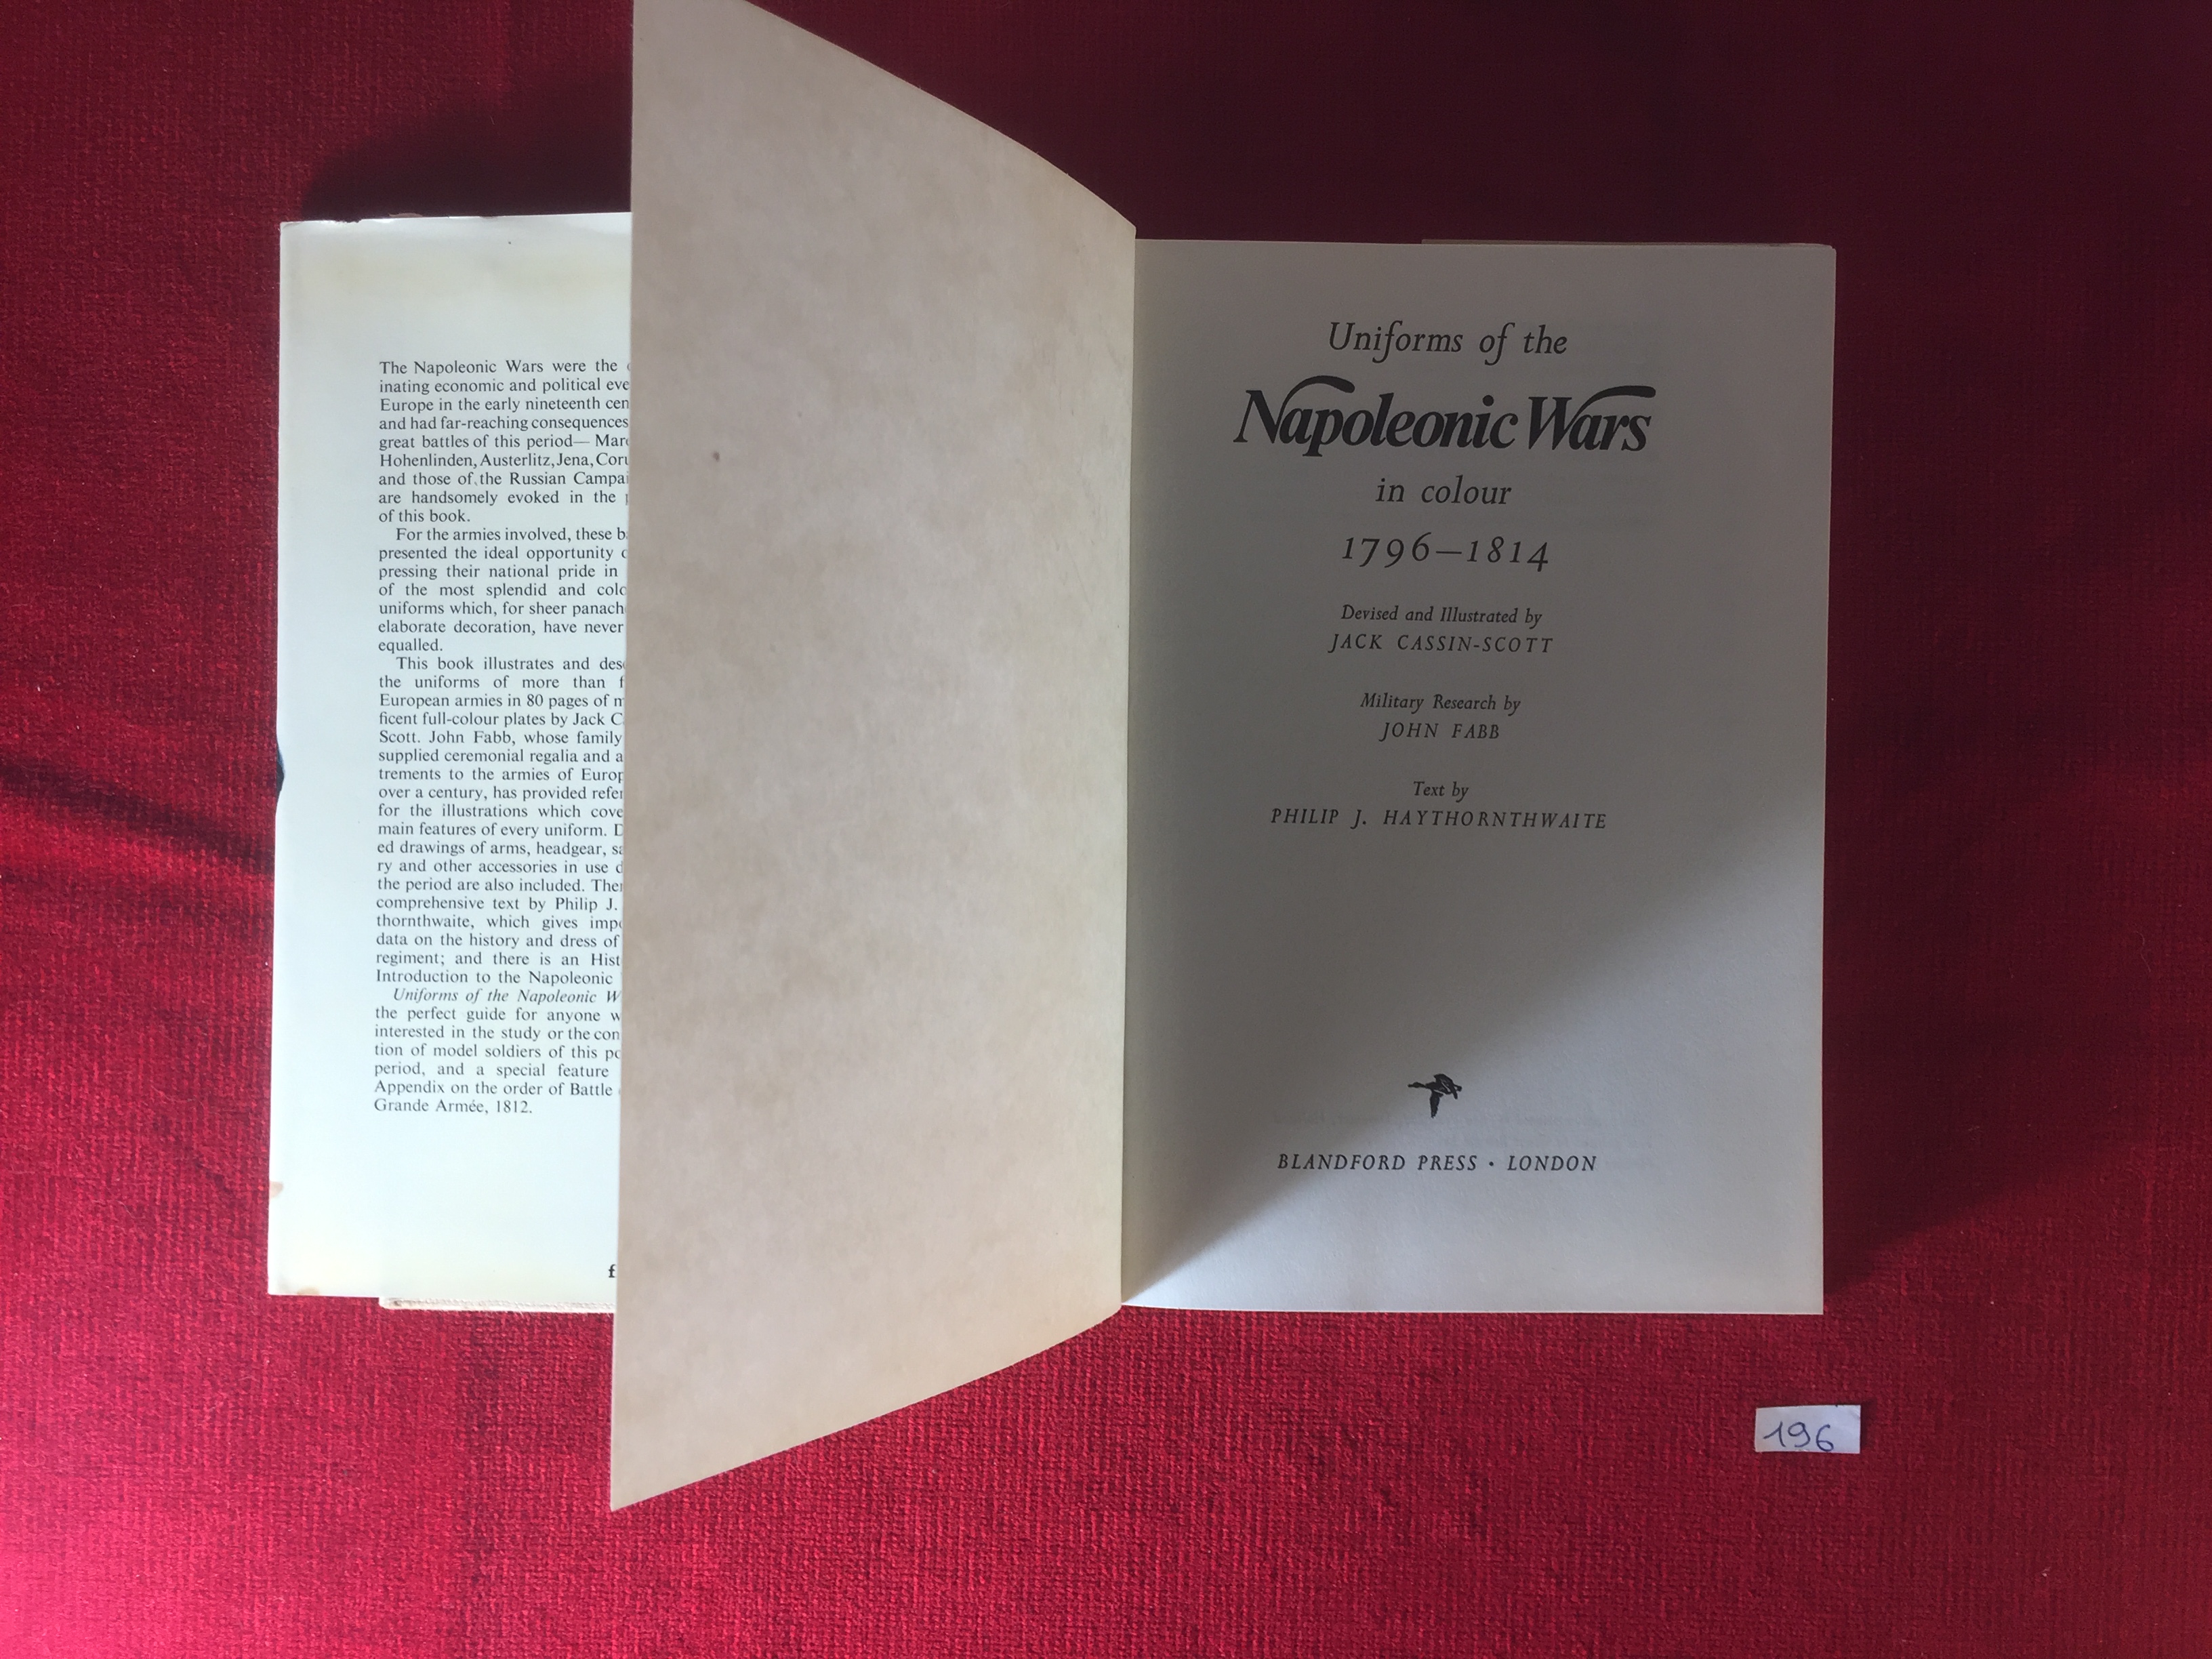 The Napoleonic Wars were the
inating economic and political eve
Europe in the early nineteenth cen
and had far-reaching consequences
great battles of this period— Mar
Hohenlinden, Austerlitz, Jena, Coru
and those of the Russian Campai
are handsomely evoked in the
of this book.
For the armies involved, these b
presented the ideal opportunity
pressing their national pride in
of the most splendid and colo
uniforms which, for sheer panach
elaborate decoration, have never
equalled.
This book illustrates and des
the uniforms of more than f
European armies in 80 pages of m
ficent full-colour plates by Jack C
Scott. John Fabb, whose family
supplied ceremonial regalia and a
trements to the armies of Europ
over a century, has provided refer
for the illustrations which cove
main features of every uniform. D
ed drawings of arms, headgear, sa
ry and other accessories in use d
the period are also included. Ther
comprehensive text by Philip J.
thornthwaite, which gives impo
data on the history and dress of
regiment; and there is an Hist
Introduction to the Napoleonic
Uniforms of the Napoleonic W
the perfect guide for anyone w
interested in the study or the con
tion of model soldiers of this po
period, and a special feature
Appendix on the order of Battle
Grande Armée, 1812.
f
Uniforms of the
Napoleonic Wars
in colour
1796—1814
Devised and Illustrated by
JACK CASSIN-SCOTT
Military Research by
JOHN FABB
Text by
PHILIP J. HAYTHORNTHWAITE
BLANDFORD PRESS • LONDON
196